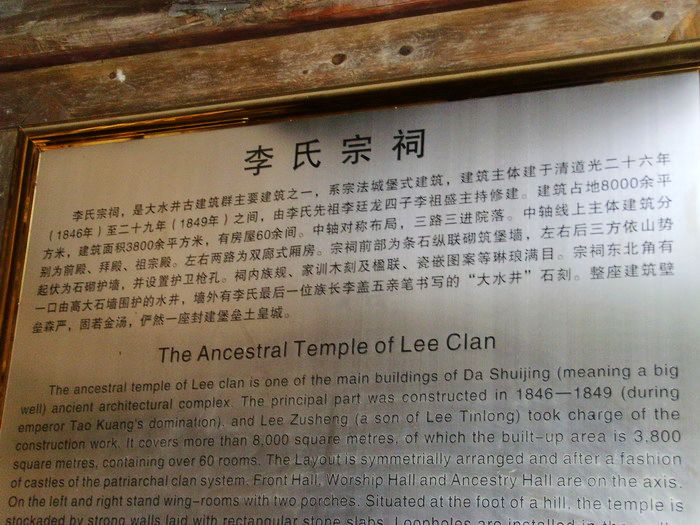 李氏宗祠
李氏宗祠，是大水井古建筑群主要建筑之一，系宗法城堡式建筑，建筑主体建于清道光二十六年
（1846年）至二十九年（1849年）之间，由李氏先祖李廷龙四子李祖盛主持修建。建筑占地8000余平
方米，建筑面积3800余平方米，有房屋60余间。中轴对称布局，三路三进院落。中轴线上主体建筑分
别为前殿、拜殿、祖宗殿。左右两路为双廊式厢房。宗祠前部为条石纵联砌筑堡墙，左右后三方依山势
起伏为石砌护墙，并设置护卫枪孔。祠内族规、家训木刻及楹联、瓷嵌图案等琳琅满目。宗祠东北角有
一口由高大石墙围护的水井，墙外有李氏最后一位族长李盖五亲笔书写的“大水井”石刻。整座建筑壁
垒森严，固若金汤，俨然一座封建堡垒土皇城。
The Ancestral Temple of Lee Clan
The ancestral temple of Lee clan is one of the main buildings of Da Shuijing (meaning a big
well) ancient architectural complex. The principal part was constructed in 1846—1849 (during
emperor Tao Kuang's domination), and Lee Zusheng (a son of Lee Tinlong) took charge of the
construction work. It covers more than 8,000 square metres, of which the built-up area is 3,800
square metres, containing over 60 rooms. The Layout is symmetrially arranged and after a fashion
of castles of the patriarchal clan system. Front Hall, Worship Hall and Ancestry Hall are on the axis.
On the left and right stand wing-rooms with two porches. Situated at the foot of a hill, the temple is
stockaded by strong walls laid with rectangular stone slabs. Loopholes are installed in